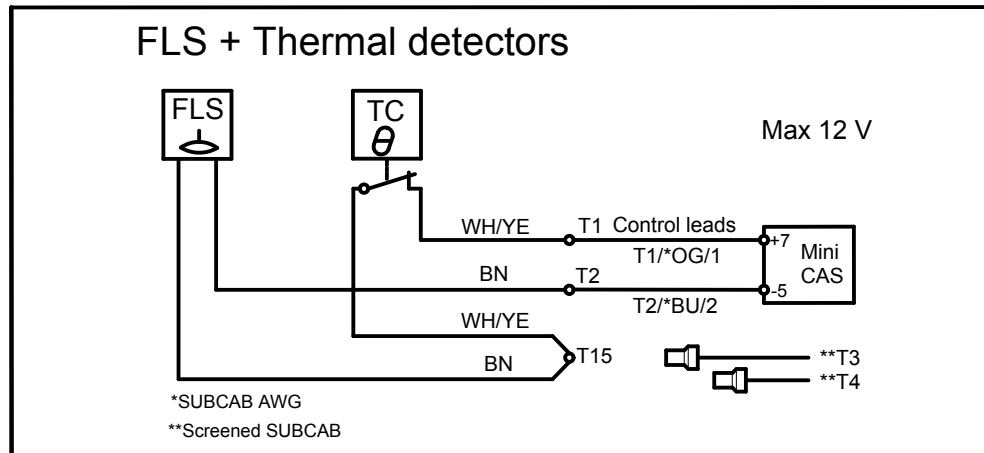 FLS + Thermal detectors
FLS
TC
Max 12 V
WH/YE
T1
Control leads
+7
T1/*OG/1
Mini
CAS
BN
T2
-5
T2/*BU/2
WH/YE
T15
BN
**T3
**T4
*SUBCAB AWG
**Screened SUBCAB